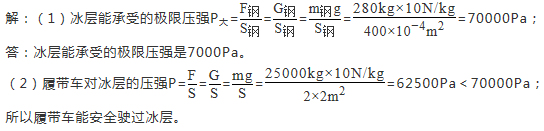 解：（1）冰层能承受的极限压强P大=F钢/S钢=G钢/S钢=m钢g/S钢=280kg×10N/kg/400×10⁻⁴m²=70000Pa；
答：冰层能承受的极限压强是7000Pa。
（2）履带车对冰层的压强P=F/S=G/S=mg/S=25000kg×10N/kg/2×2m²=62500Pa＜70000Pa；
所以履带车能安全驶过冰层。